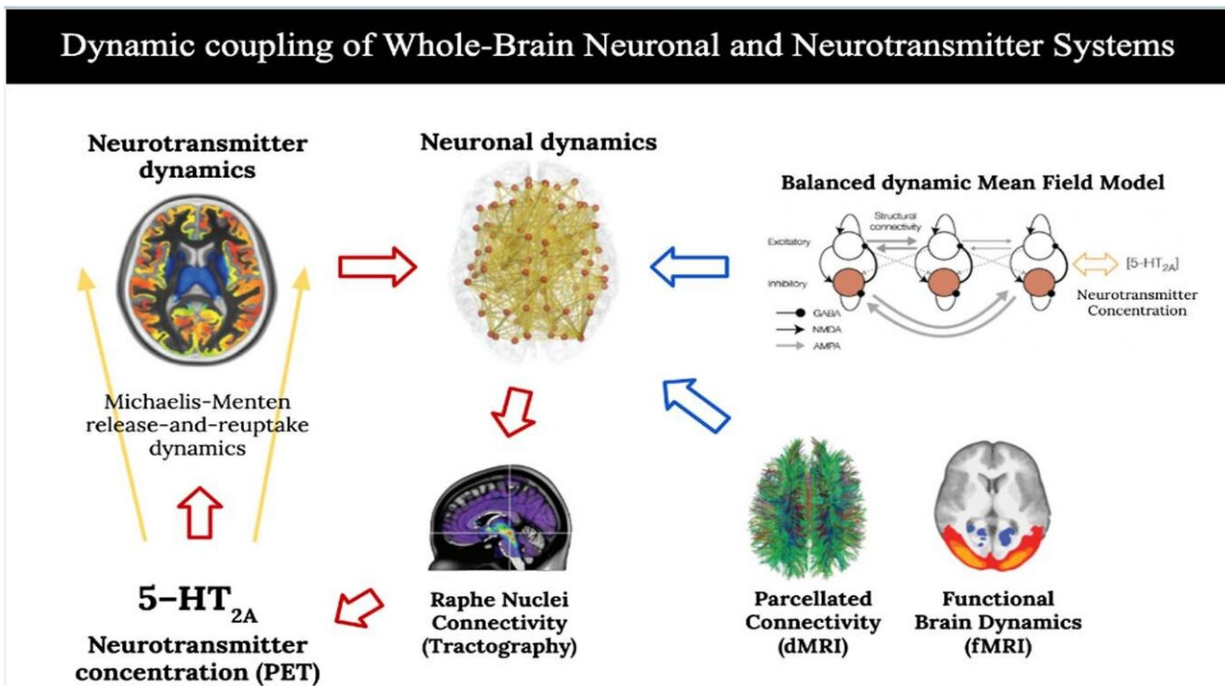 Dynamic coupling of Whole-Brain Neuronal and Neurotransmitter Systems
Neurotransmitter
dynamics
Neuronal dynamics
Balanced dynamic Mean Field Model
Structural
connectivity
Excitatory
Inhibitory
[5-HT2A]
Neurotransmitter
Concentration
GABA
NMDA
AMPA
Michaelis-Menten
release-and-reuptake
dynamics
5-HT2A
Neurotransmitter
concentration (PET)
Raphe Nuclei
Connectivity
(Tractography)
Parcellated
Connectivity
(dMRI)
Functional
Brain Dynamics
(fMRI)